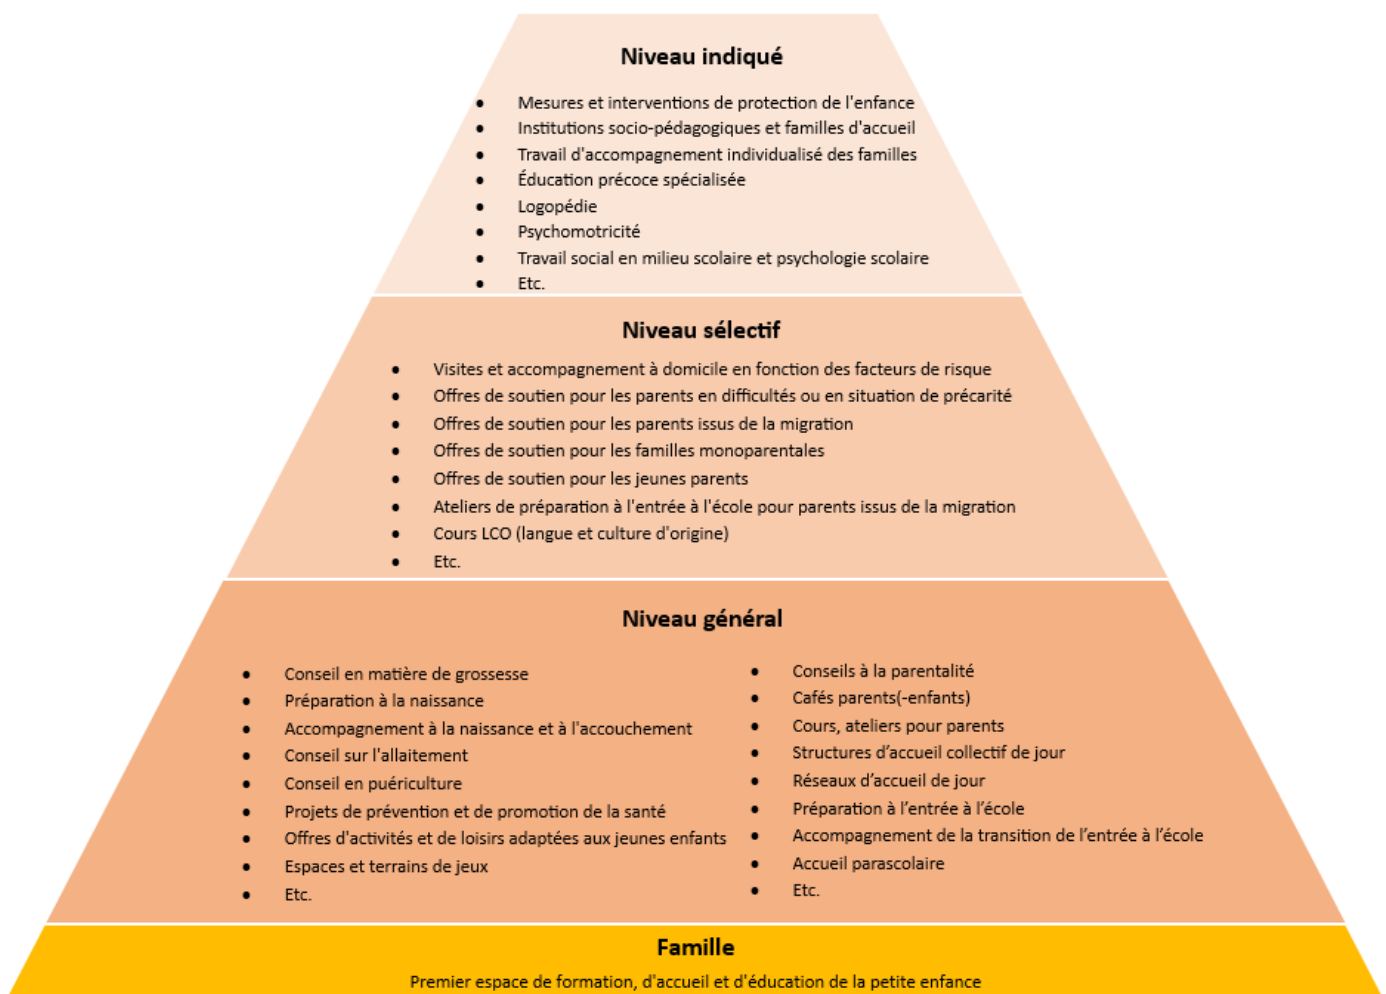 Niveau indiqué
• Mesures et interventions de protection de l'enfance
• Institutions socio-pédagogiques et familles d'accueil
• Travail d'accompagnement individualisé des familles
• Éducation précoce spécialisée
• Logopédie
• Psychomotricité
• Travail social en milieu scolaire et psychologie scolaire
• Etc.
Niveau sélectif
• Visites et accompagnement à domicile en fonction des facteurs de risque
• Offres de soutien pour les parents en difficultés ou en situation de précarité
• Offres de soutien pour les parents issus de la migration
• Offres de soutien pour les familles monoparentales
• Offres de soutien pour les jeunes parents
• Ateliers de préparation à l'entrée à l'école pour parents issus de la migration
• Cours LCO (langue et culture d'origine)
• Etc.
Niveau général
• Conseil en matière de grossesse
• Préparation à la naissance
• Accompagnement à la naissance et à l'accouchement
• Conseil sur l'allaitement
• Conseil en puériculture
• Projets de prévention et de promotion de la santé
• Offres d'activités et de loisirs adaptées aux jeunes enfants
• Espaces et terrains de jeux
• Etc.
• Conseils à la parentalité
• Cafés parents(-enfants)
• Cours, ateliers pour parents
• Structures d’accueil collectif de jour
• Réseaux d’accueil de jour
• Préparation à l’entrée à l’école
• Accompagnement de la transition de l’entrée à l’école
• Accueil parascolaire
• Etc.
Famille
Premier espace de formation, d'accueil et d'éducation de la petite enfance